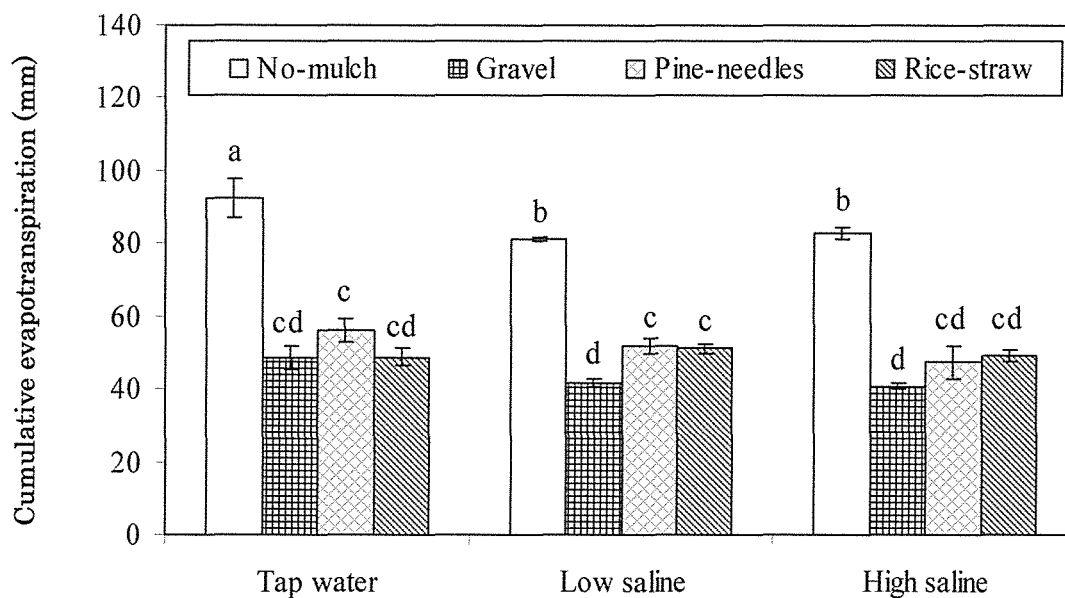 Cumulative evapotranspiration (mm)
140
120
100
80
60
40
20
0
No-mulch Gravel Pine-needles Rice-straw
a
cd
c
cd
b
d
c
c
b
d
cd
cd
Tap water Low saline High saline